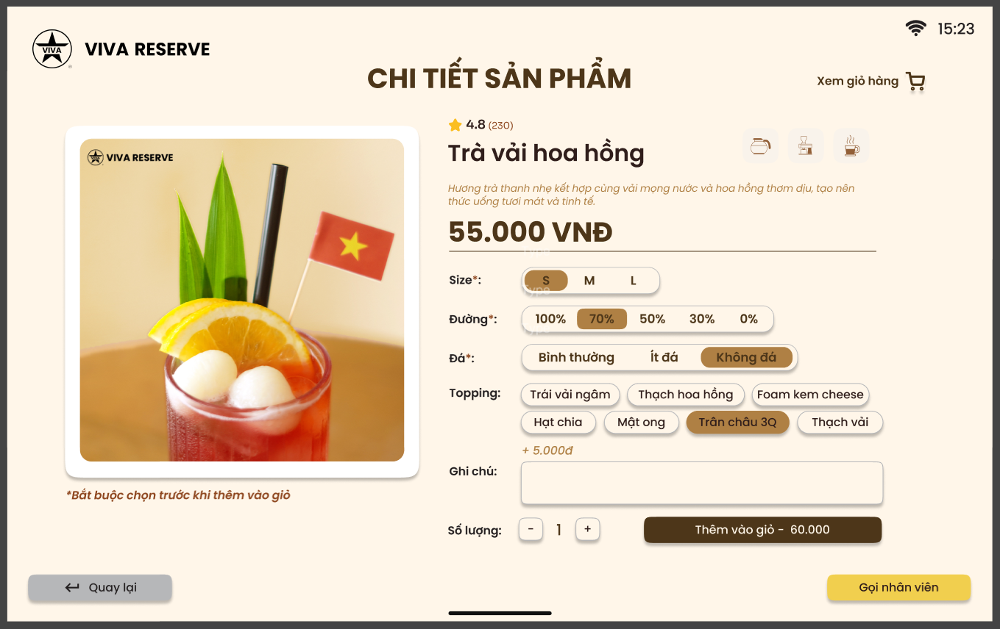 15:23
VIVA
VIVA RESERVE
CHI TIẾT SẢN PHẨM
Xem giỏ hàng
4.8 (230)
VIVA RESERVE
Trà vải hoa hồng
Hương trà thanh nhẹ kết hợp cùng vải mọng nước và hoa hồng thơm dịu, tạo nên
thức uống tươi mát và tinh tế.
55.000 VNĐ
Size*: S M L
Type
Đường*: 100% 70% 50% 30% 0%
Đá*: Bình thường Ít đá Không đá
Topping: Trái vải ngâm Thạch hoa hồng Foam kem cheese
Hạt chia Mật ong Trân châu 3Q Thạch vải
+ 5.000đ
Ghi chú:
*Bắt buộc chọn trước khi thêm vào giỏ
Số lượng: - 1 + Thêm vào giỏ - 60.000
Quay lại
Gọi nhân viên